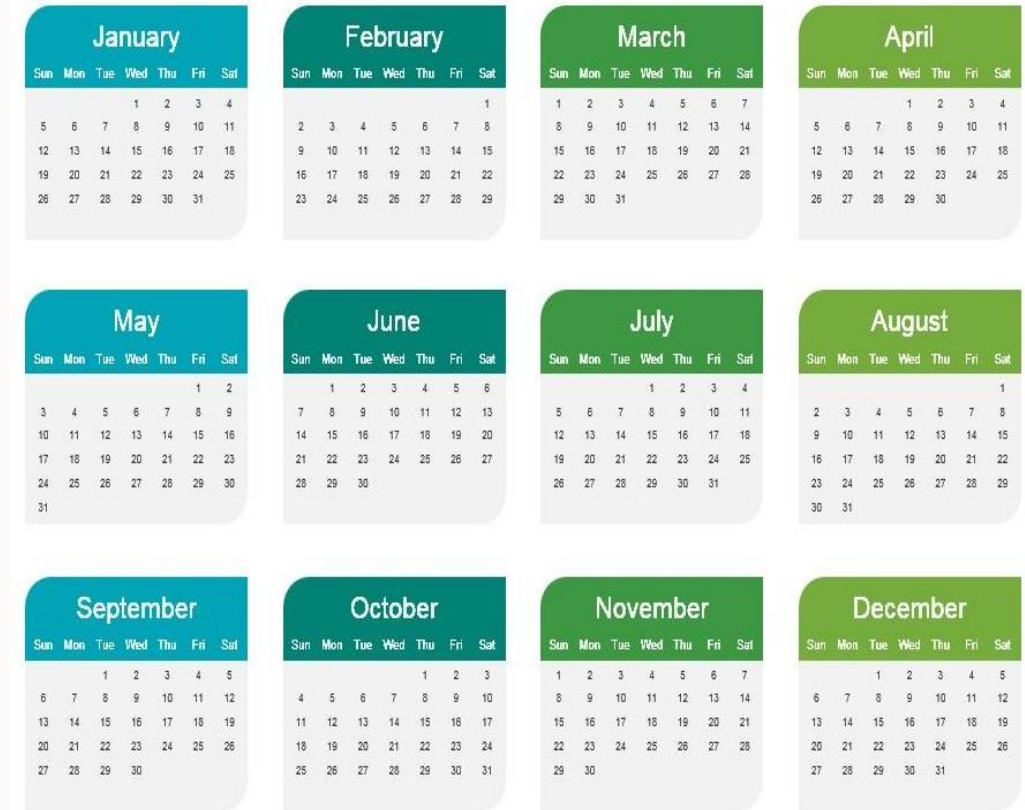 January
Sun Mon Tue Wed Thu Fri Sat
1 2 3 4
5 6 7 8 9 10 11
12 13 14 15 16 17 18
19 20 21 22 23 24 25
26 27 28 29 30 31
February
Sun Mon Tue Wed Thu Fri Sat
1
2 3 4 5 6 7 8
9 10 11 12 13 14 15
16 17 18 19 20 21 22
23 24 25 26 27 28 29
March
Sun Mon Tue Wed Thu Fri Sat
1 2 3 4 5 6 7
8 9 10 11 12 13 14
15 16 17 18 19 20 21
22 23 24 25 26 27 28
29 30 31
April
Sun Mon Tue Wed Thu Fri Sat
1 2 3 4
5 6 7 8 9 10 11
12 13 14 15 16 17 18
19 20 21 22 23 24 25
26 27 28 29 30
May
Sun Mon Tue Wed Thu Fri Sat
1 2
3 4 5 6 7 8 9
10 11 12 13 14 15 16
17 18 19 20 21 22 23
24 25 26 27 28 29 30
31
June
Sun Mon Tue Wed Thu Fri Sat
1 2 3 4 5 6
7 8 9 10 11 12 13
14 15 16 17 18 19 20
21 22 23 24 25 26 27
28 29 30
July
Sun Mon Tue Wed Thu Fri Sat
1 2 3 4
5 6 7 8 9 10 11
12 13 14 15 16 17 18
19 20 21 22 23 24 25
26 27 28 29 30 31
August
Sun Mon Tue Wed Thu Fri Sat
1
2 3 4 5 6 7 8
9 10 11 12 13 14 15
16 17 18 19 20 21 22
23 24 25 26 27 28 29
30 31
September
Sun Mon Tue Wed Thu Fri Sat
1 2 3 4 5
6 7 8 9 10 11 12
13 14 15 16 17 18 19
20 21 22 23 24 25 26
27 28 29 30
October
Sun Mon Tue Wed Thu Fri Sat
1 2 3
4 5 6 7 8 9 10
11 12 13 14 15 16 17
18 19 20 21 22 23 24
25 26 27 28 29 30 31
November
Sun Mon Tue Wed Thu Fri Sat
1 2 3 4 5 6 7
8 9 10 11 12 13 14
15 16 17 18 19 20 21
22 23 24 25 26 27 28
29 30
December
Sun Mon Tue Wed Thu Fri Sat
1 2 3 4 5
6 7 8 9 10 11 12
13 14 15 16 17 18 19
20 21 22 23 24 25 26
27 28 29 30 31